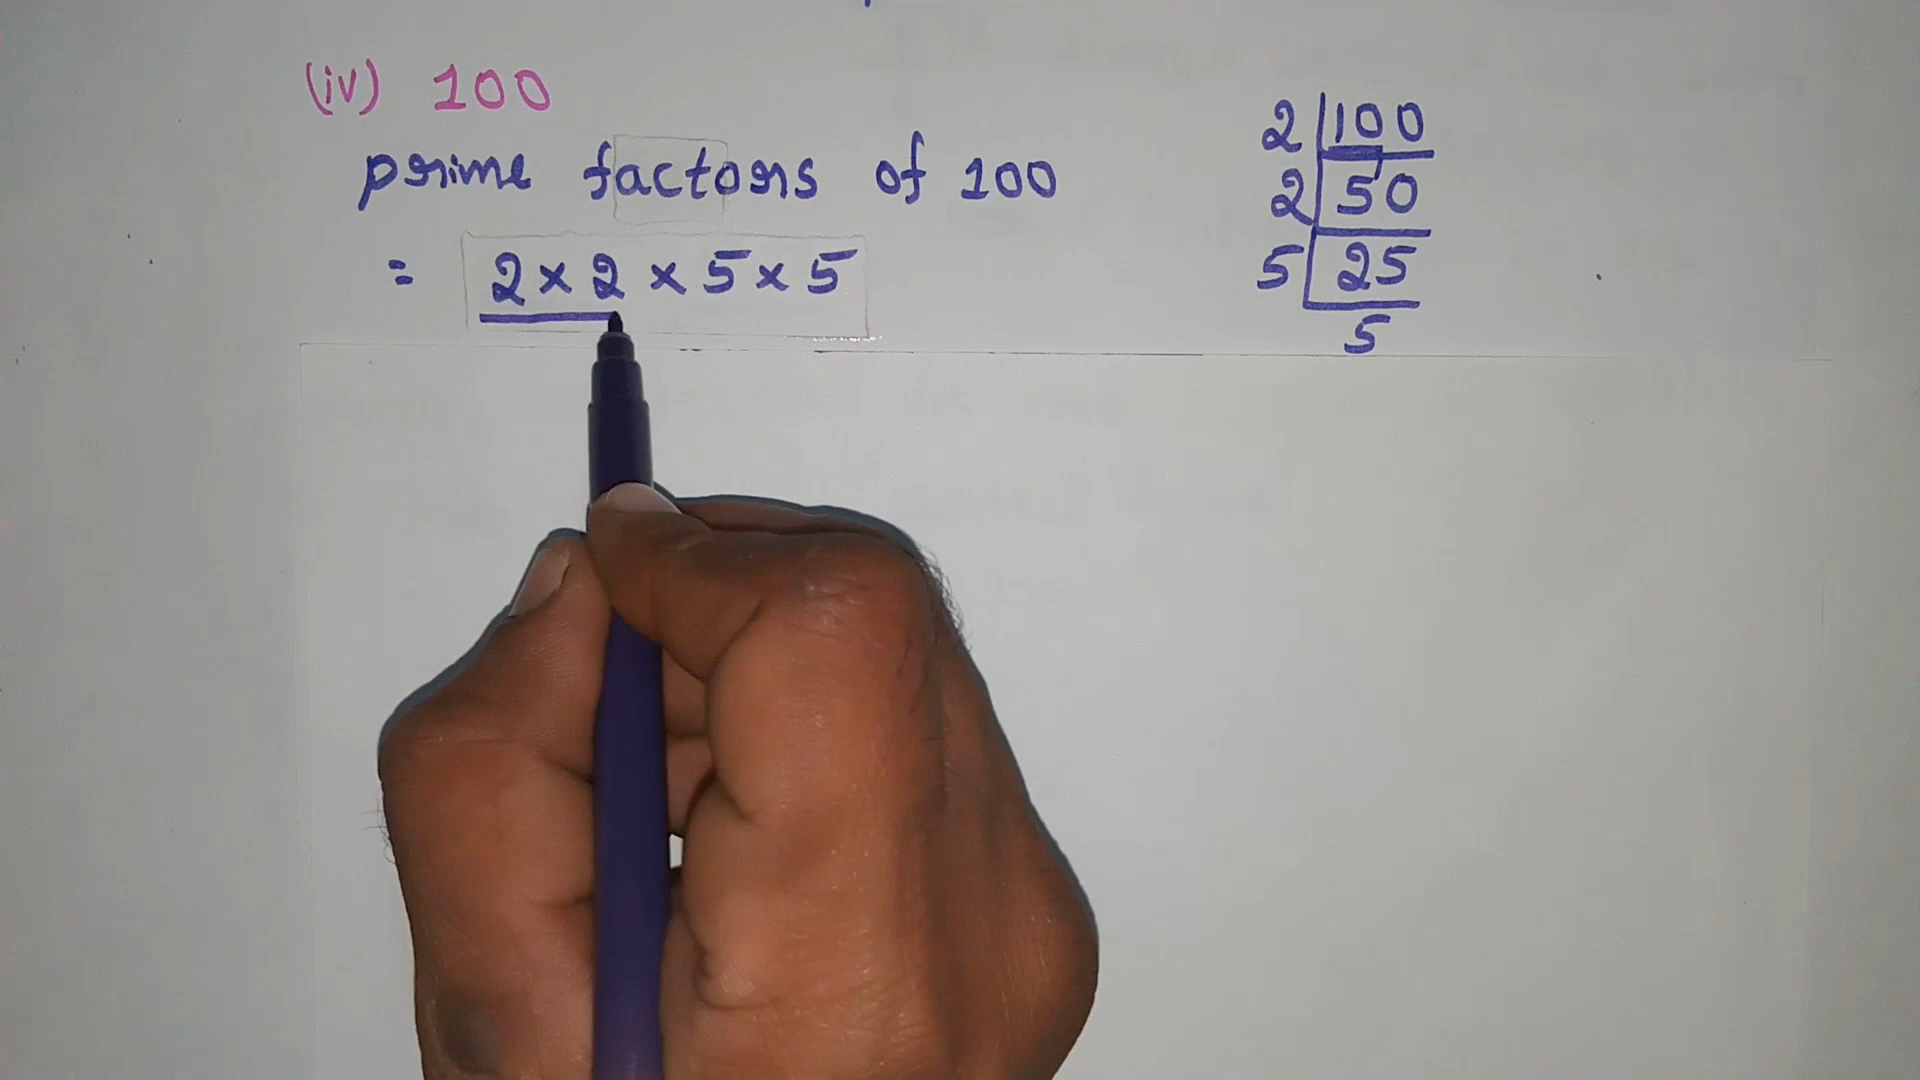 (iv) 100
prime factors of 100
= 2 × 2 × 5 × 5
2 | 100
2 | 50
5 | 25
5